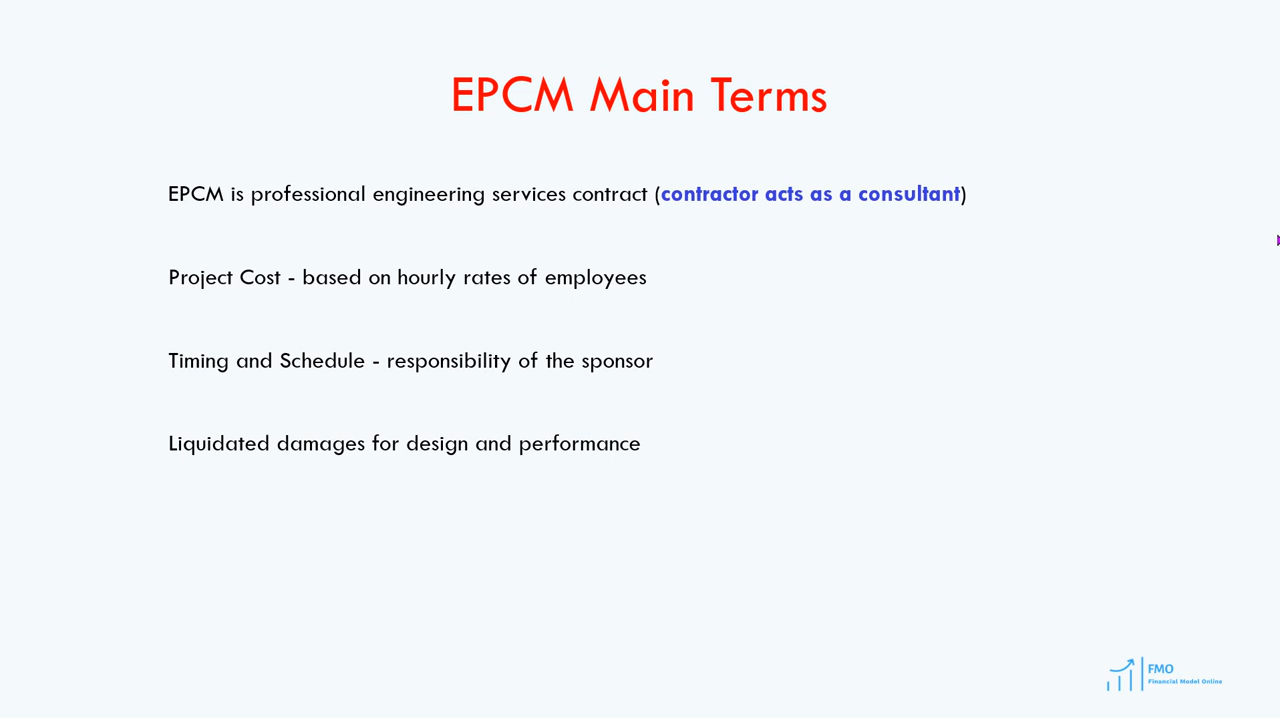 EPCM Main Terms
EPCM is professional engineering services contract (contractor acts as a consultant)
Project Cost - based on hourly rates of employees
Timing and Schedule - responsibility of the sponsor
Liquidated damages for design and performance
FMO
Financial Model Online